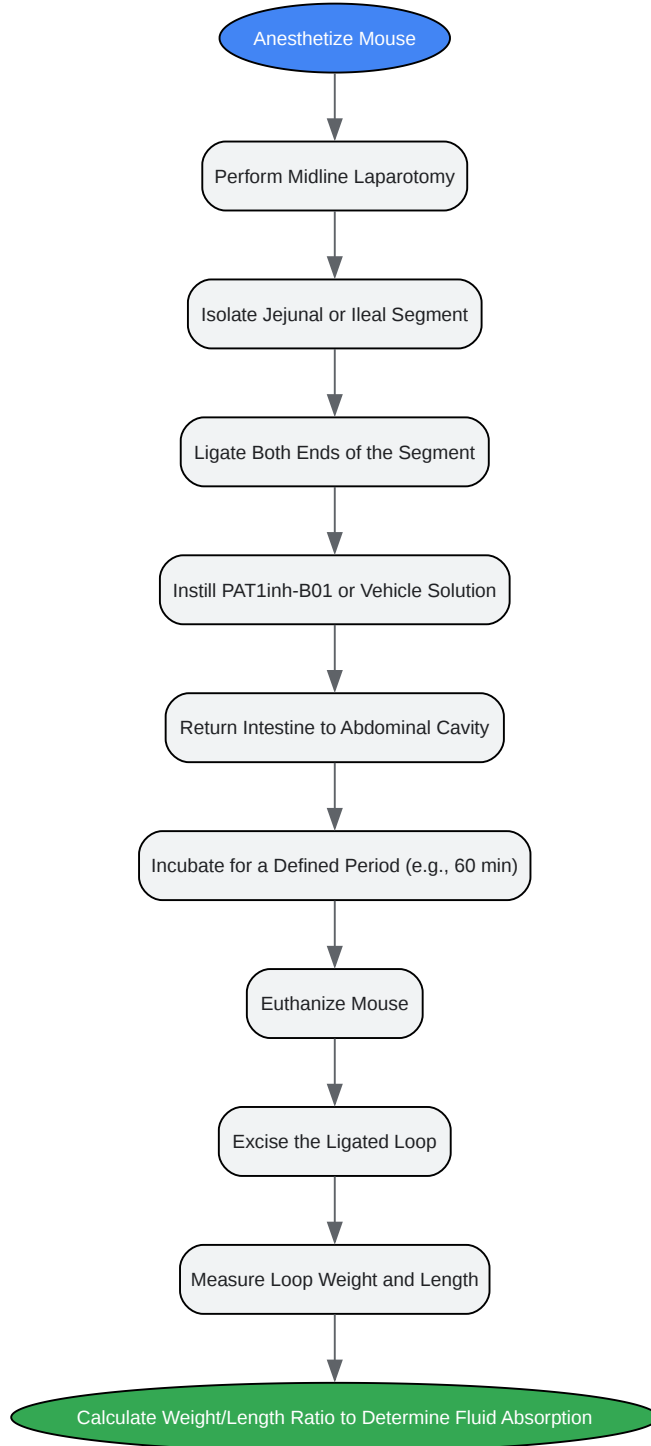 Anesthetize Mouse
Perform Midline Laparotomy
Isolate Jejunal or Ileal Segment
Ligate Both Ends of the Segment
Instill PAT1inh-B01 or Vehicle Solution
Return Intestine to Abdominal Cavity
Incubate for a Defined Period (e.g., 60 min)
Euthanize Mouse
Excise the Ligated Loop
Measure Loop Weight and Length
Calculate Weight/Length Ratio to Determine Fluid Absorption